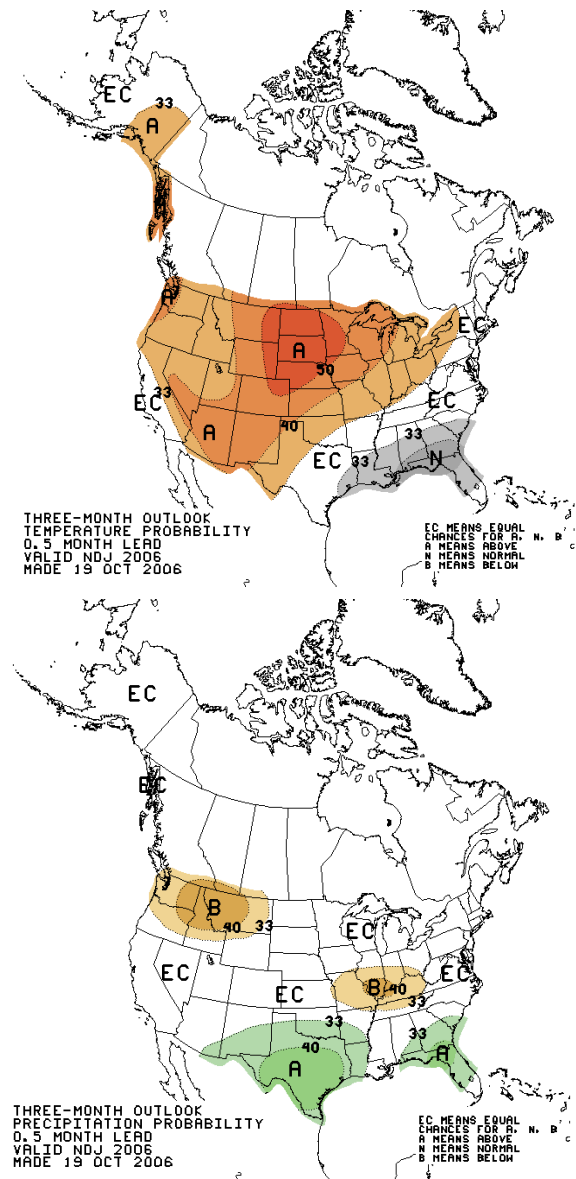 EC
33
A
A
EC
A
50
EC
33
EC
A
40
33
EC
33
N
THREE-MONTH OUTLOOK
TEMPERATURE PROBABILITY
0.5 MONTH LEAD
VALID NDJ 2006
MADE 19 OCT 2006
EC MEANS EQUAL
CHANCES FOR A, N, B
A MEANS ABOVE
N MEANS NORMAL
B MEANS BELOW
EC
EC
B
40
33
EC
EC
EC
B
40
EC
33
33
33
40
A
A
THREE-MONTH OUTLOOK
PRECIPITATION PROBABILITY
0.5 MONTH LEAD
VALID NDJ 2006
MADE 19 OCT 2006
EC MEANS EQUAL
CHANCES FOR A, N, B
A MEANS ABOVE
N MEANS NORMAL
B MEANS BELOW